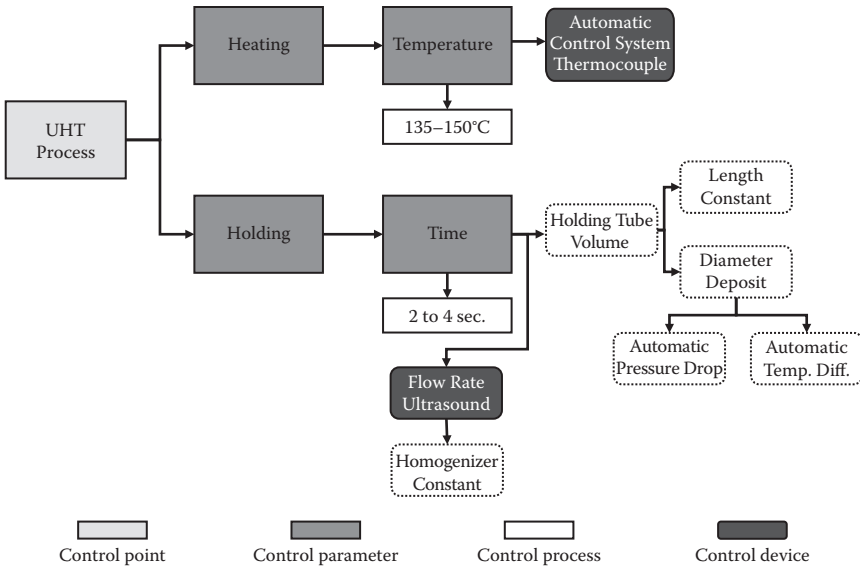 Heating
Temperature
Automatic
Control System
Thermocouple
135–150°C
UHT
Process
Holding
Time
2 to 4 sec.
Holding Tube
Volume
Length
Constant
Diameter
Deposit
Automatic
Pressure Drop
Automatic
Temp. Diff.
Flow Rate
Ultrasound
Homogenizer
Constant
Control point
Control parameter
Control process
Control device